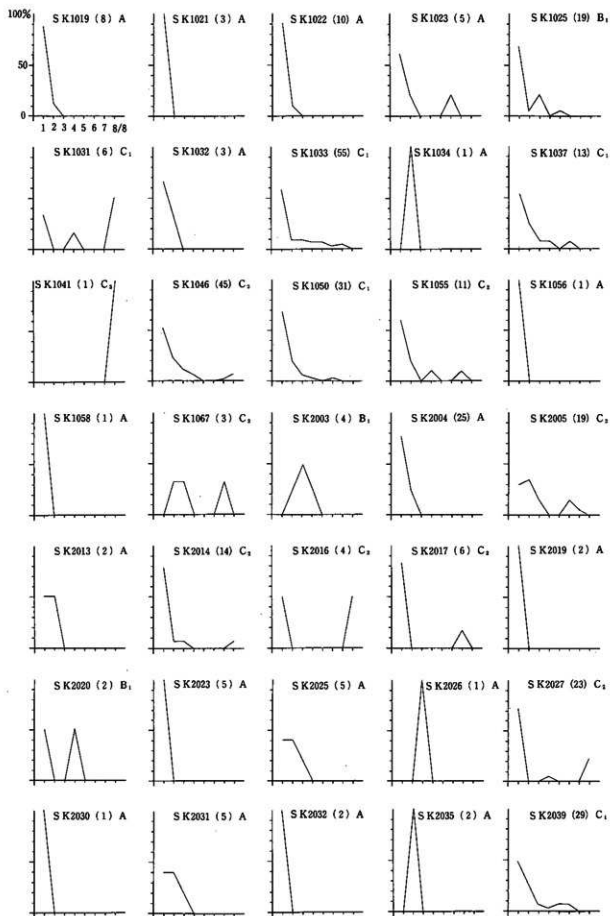 100%
SK1019 (8) A
SK1021 (3) A
SK1022 (10) A
SK1023 (5) A
SK1025 (19) B₁
50
0
1 2 3 4 5 6 7 8/8
SK1031 (6) C₁
SK1032 (3) A
SK1033 (55) C₁
SK1034 (1) A
SK1037 (13) C₁
SK1041 (1) C₂
SK1046 (45) C₂
SK1050 (31) C₁
SK1055 (11) C₂
SK1056 (1) A
SK1058 (1) A
SK1067 (3) C₂
SK2003 (4) B₁
SK2004 (25) A
SK2005 (19) C₂
SK2013 (2) A
SK2014 (14) C₂
SK2016 (4) C₂
SK2017 (6) C₂
SK2019 (2) A
SK2020 (2) B₁
SK2023 (5) A
SK2025 (5) A
SK2026 (1) A
SK2027 (23) C₂
SK2030 (1) A
SK2031 (5) A
SK2032 (2) A
SK2035 (2) A
SK2039 (29) C₁